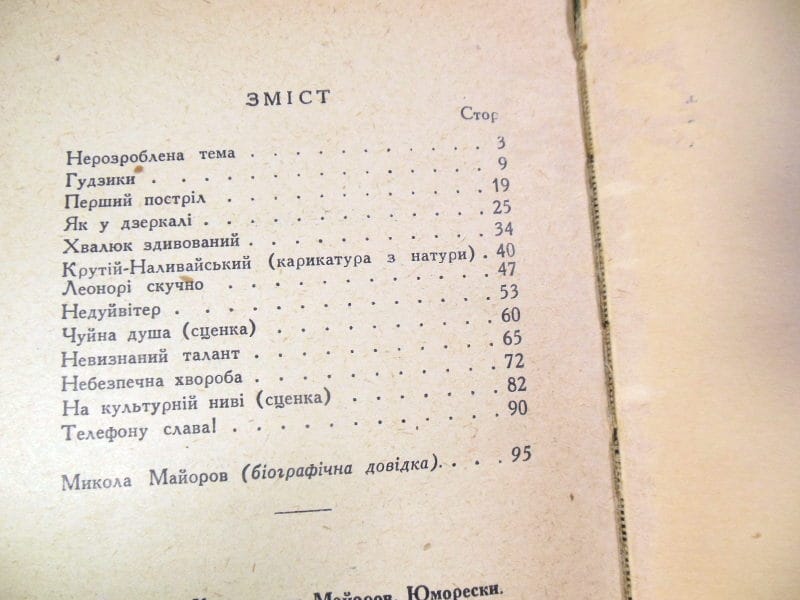 ЗМІСТ
Стор
Нерозроблена тема . . . . . . . . . . 3
Гудзики . . . . . . . . . . . . . 9
Перший постріл . . . . . . . . . . . 19
Як у дзеркалі . . . . . . . . . . . 25
Хвалюк здивований . . . . . . . . . 34
Крутій-Наливайський (карикатура з натури) . 40
Леонорі скучно . . . . . . . . . . 47
Недуйвітер . . . . . . . . . . . . 53
Чуйна душа (сценка) . . . . . . . . 60
Невизнаний талант . . . . . . . . . 65
Небезпечна хвороба . . . . . . . . . 72
На культурній ниві (сценка) . . . . . 82
Телефону слава! . . . . . . . . . . 90
Микола Майоров (біографічна довідка). . . . 95
Майоров. Юморески.